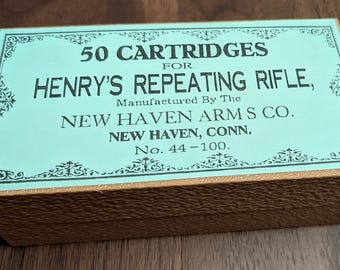 50 CARTRIDGES
FOR
HENRY'S REPEATING RIFLE,
Manufactured By The
NEW HAVEN ARMS CO.
NEW HAVEN, CONN.
No. 44-100.